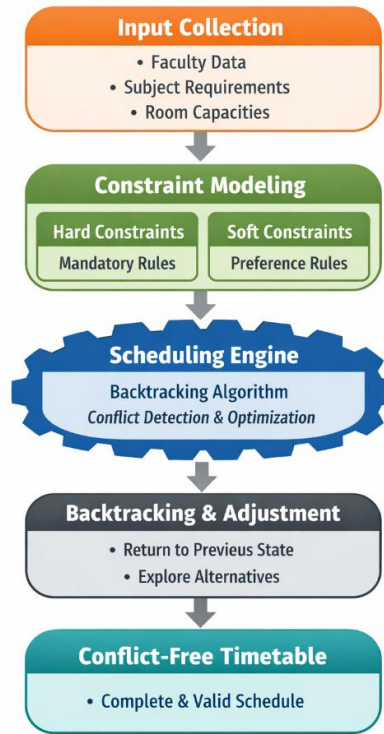 Input Collection
• Faculty Data
• Subject Requirements
• Room Capacities
Constraint Modeling
Hard Constraints
Mandatory Rules
Soft Constraints
Preference Rules
Scheduling Engine
Backtracking Algorithm
Conflict Detection & Optimization
Backtracking & Adjustment
• Return to Previeus State
• Explore Alternatives
Conflict-Free Timetable
• Complete & Valid Schedule